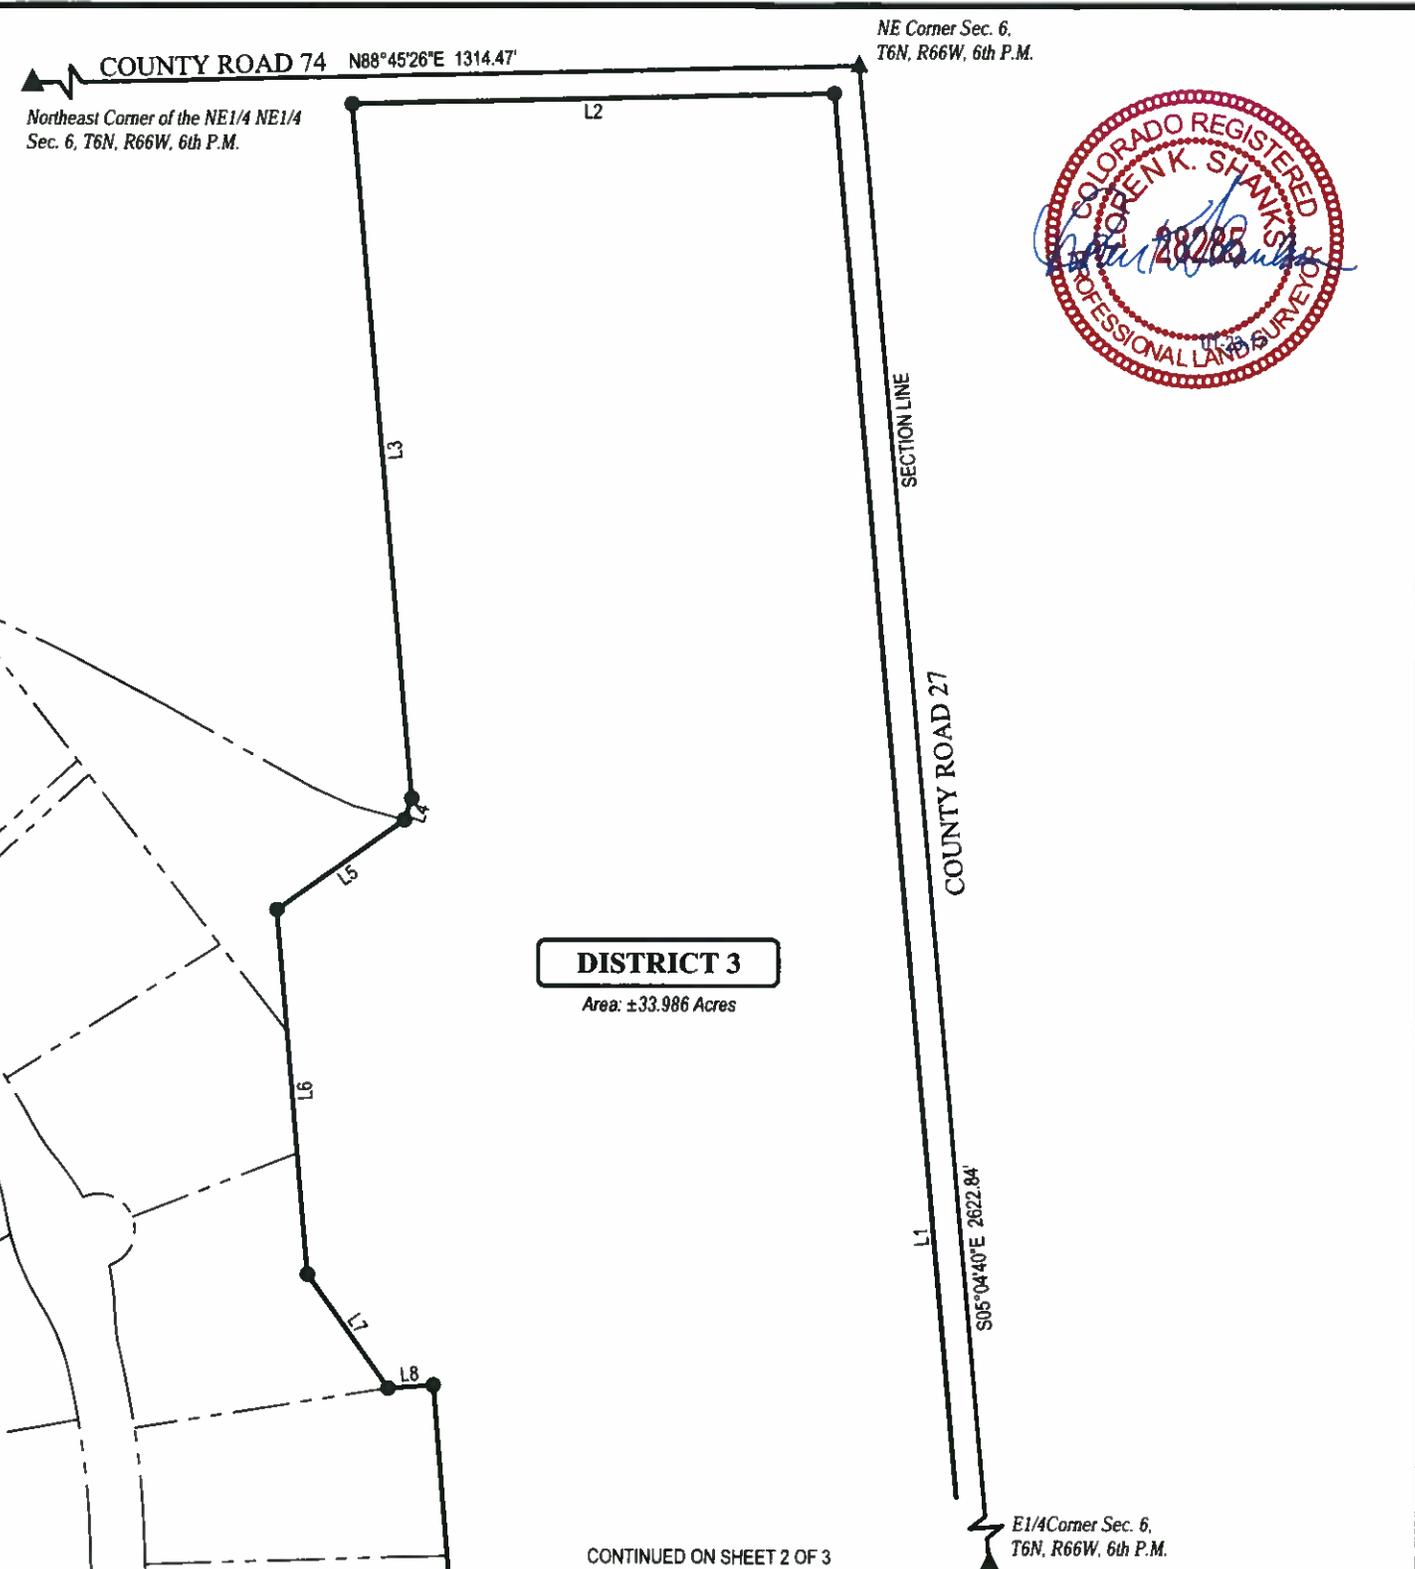 NE Corner Sec. 6,
T6N, R66W, 6th P.M.
COUNTY ROAD 74 N88°45'26"E 1314.47'
Northeast Corner of the NE1/4 NE1/4
Sec. 6, T6N, R66W, 6th P.M.
L2
COLORADO REGISTERED
LOREN K. SHANKS
28285
PROFESSIONAL LAND SURVEYOR
L3
SECTION LINE
COUNTY ROAD 27
L4
L5
DISTRICT 3
Area: ±33.986 Acres
L6
L1
S05°04'40"E 2622.84'
L7
L8
E1/4Corner Sec. 6,
T6N, R66W, 6th P.M.
CONTINUED ON SHEET 2 OF 3